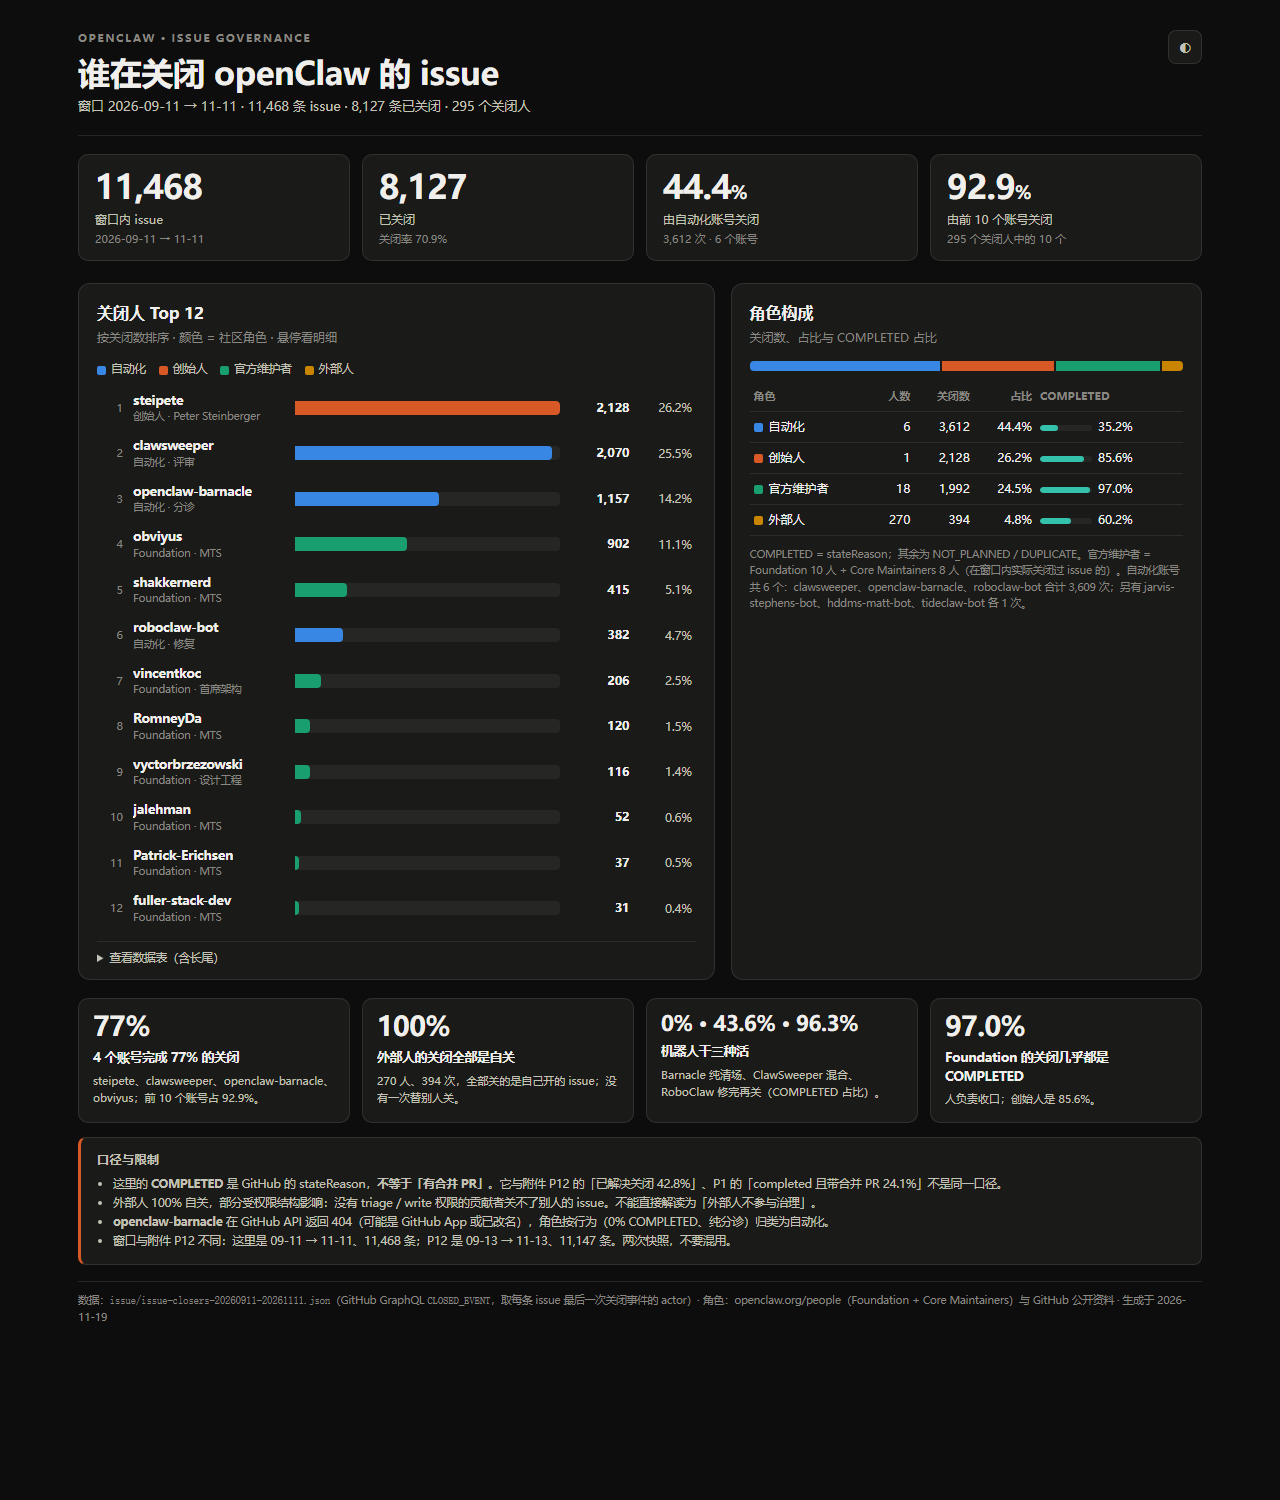 OPENCLAW • ISSUE GOVERNANCE
谁在关闭 openClaw 的 issue
窗口 2026-09-11 → 11-11 · 11,468 条 issue · 8,127 条已关闭 · 295 个关闭人
11,468
窗口内 issue
2026-09-11 → 11-11
8,127
已关闭
关闭率 70.9%
44.4%
由自动化账号关闭
3,612 次 · 6 个账号
92.9%
由前 10 个账号关闭
295 个关闭人中的 10 个
关闭人 Top 12
按关闭数排序 · 颜色 = 社区角色 · 悬停看明细
自动化 创始人 官方维护者 外部人
1 steipete 2,128 26.2%
创始人 · Peter Steinberger
2 clawsweeper 2,070 25.5%
自动化 · 评审
3 openclaw-barnacle 1,157 14.2%
自动化 · 分诊
4 obviyus 902 11.1%
Foundation · MTS
5 shakkernerd 415 5.1%
Foundation · MTS
6 roboclaw-bot 382 4.7%
自动化 · 修复
7 vincentkoc 206 2.5%
Foundation · 首席架构
8 RomneyDa 120 1.5%
Foundation · MTS
9 vyctorbrzezowski 116 1.4%
Foundation · 设计工程
10 jalehman 52 0.6%
Foundation · MTS
11 Patrick-Erichsen 37 0.5%
Foundation · MTS
12 fuller-stack-dev 31 0.4%
Foundation · MTS
▶ 查看数据表（含长尾）
角色构成
关闭数、占比与 COMPLETED 占比
角色 人数 关闭数 占比 COMPLETED
自动化 6 3,612 44.4% 35.2%
创始人 1 2,128 26.2% 85.6%
官方维护者 18 1,992 24.5% 97.0%
外部人 270 394 4.8% 60.2%
COMPLETED = stateReason；其余为 NOT_PLANNED / DUPLICATE。官方维护者 =
Foundation 10 人 + Core Maintainers 8 人（在窗口内实际关闭过 issue 的）。自动化账号
共 6 个：clawsweeper、openclaw-barnacle、roboclaw-bot 合计 3,609 次；另有 jarvis-
stephens-bot、hddms-matt-bot、tideclaw-bot 各 1 次。
77%
4 个账号完成 77% 的关闭
steipete、clawsweeper、openclaw-barnacle、
obviyus；前 10 个账号占 92.9%。
100%
外部人的关闭全部是自关
270 人、394 次，全部关的是自己开的 issue；没
有一次替别人关。
0% • 43.6% • 96.3%
机器人干三种活
Barnacle 纯清场、ClawSweeper 混合、
RoboClaw 修完再关（COMPLETED 占比）。
97.0%
Foundation 的关闭几乎都是
COMPLETED
人负责收口；创始人是 85.6%。
口径与限制
• 这里的 COMPLETED 是 GitHub 的 stateReason，不等于「有合并 PR」。它与附件 P12 的「已解决关闭 42.8%」、P1 的「completed 且带合并 PR 24.1%」不是同一口径。
• 外部人 100% 自关，部分受权限结构影响：没有 triage / write 权限的贡献者关不了别人的 issue。不能直接解读为「外部人不参与治理」。
• openclaw-barnacle 在 GitHub API 返回 404（可能是 GitHub App 或已改名），角色按行为（0% COMPLETED、纯分诊）归类为自动化。
• 窗口与附件 P12 不同：这里是 09-11 → 11-11、11,468 条；P12 是 09-13 → 11-13、11,147 条。两次快照，不要混用。
数据：issue/issue-closers-20260911-20261111.json（GitHub GraphQL CLOSED_EVENT，取每条 issue 最后一次关闭事件的 actor）· 角色：openclaw.org/people（Foundation + Core Maintainers）与 GitHub 公开资料 · 生成于 2026-
11-19